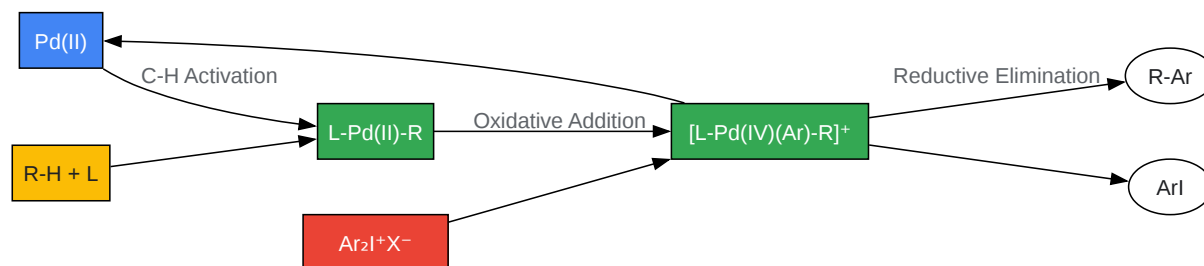 Pd(II)
C-H Activation
Reductive Elimination
R-Ar
L-Pd(II)-R
Oxidative Addition
[L-Pd(IV)(Ar)-R]⁺
R-H + L
ArI
Ar₂I⁺X⁻